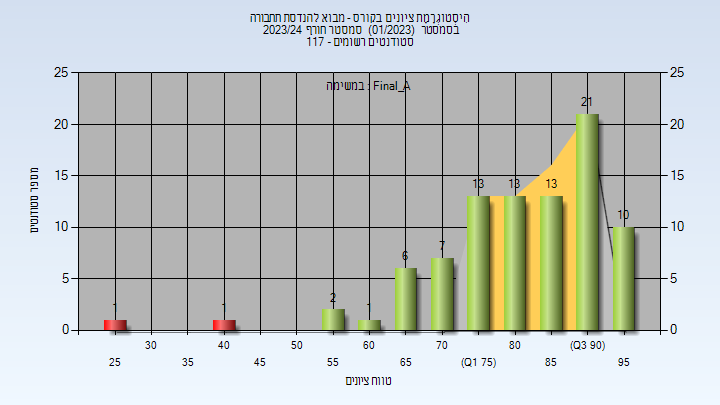 היסטוגרמת ציונים בקורס - מבוא להנדסת תחבורה
בסמסטר (01/2023) סמסטר חורף 2023/24
סטודנטים רשומים - 117
במשימה : Final_A
מספר סטודנטים
25 25
20 20
15 15
10 10
5 5
0 0
1 1 2 1 6 7 13 13 13 21 10
30 40 50 60 70 80 (Q3 90)
25 35 45 55 65 (Q1 75) 85 95
טווח ציונים